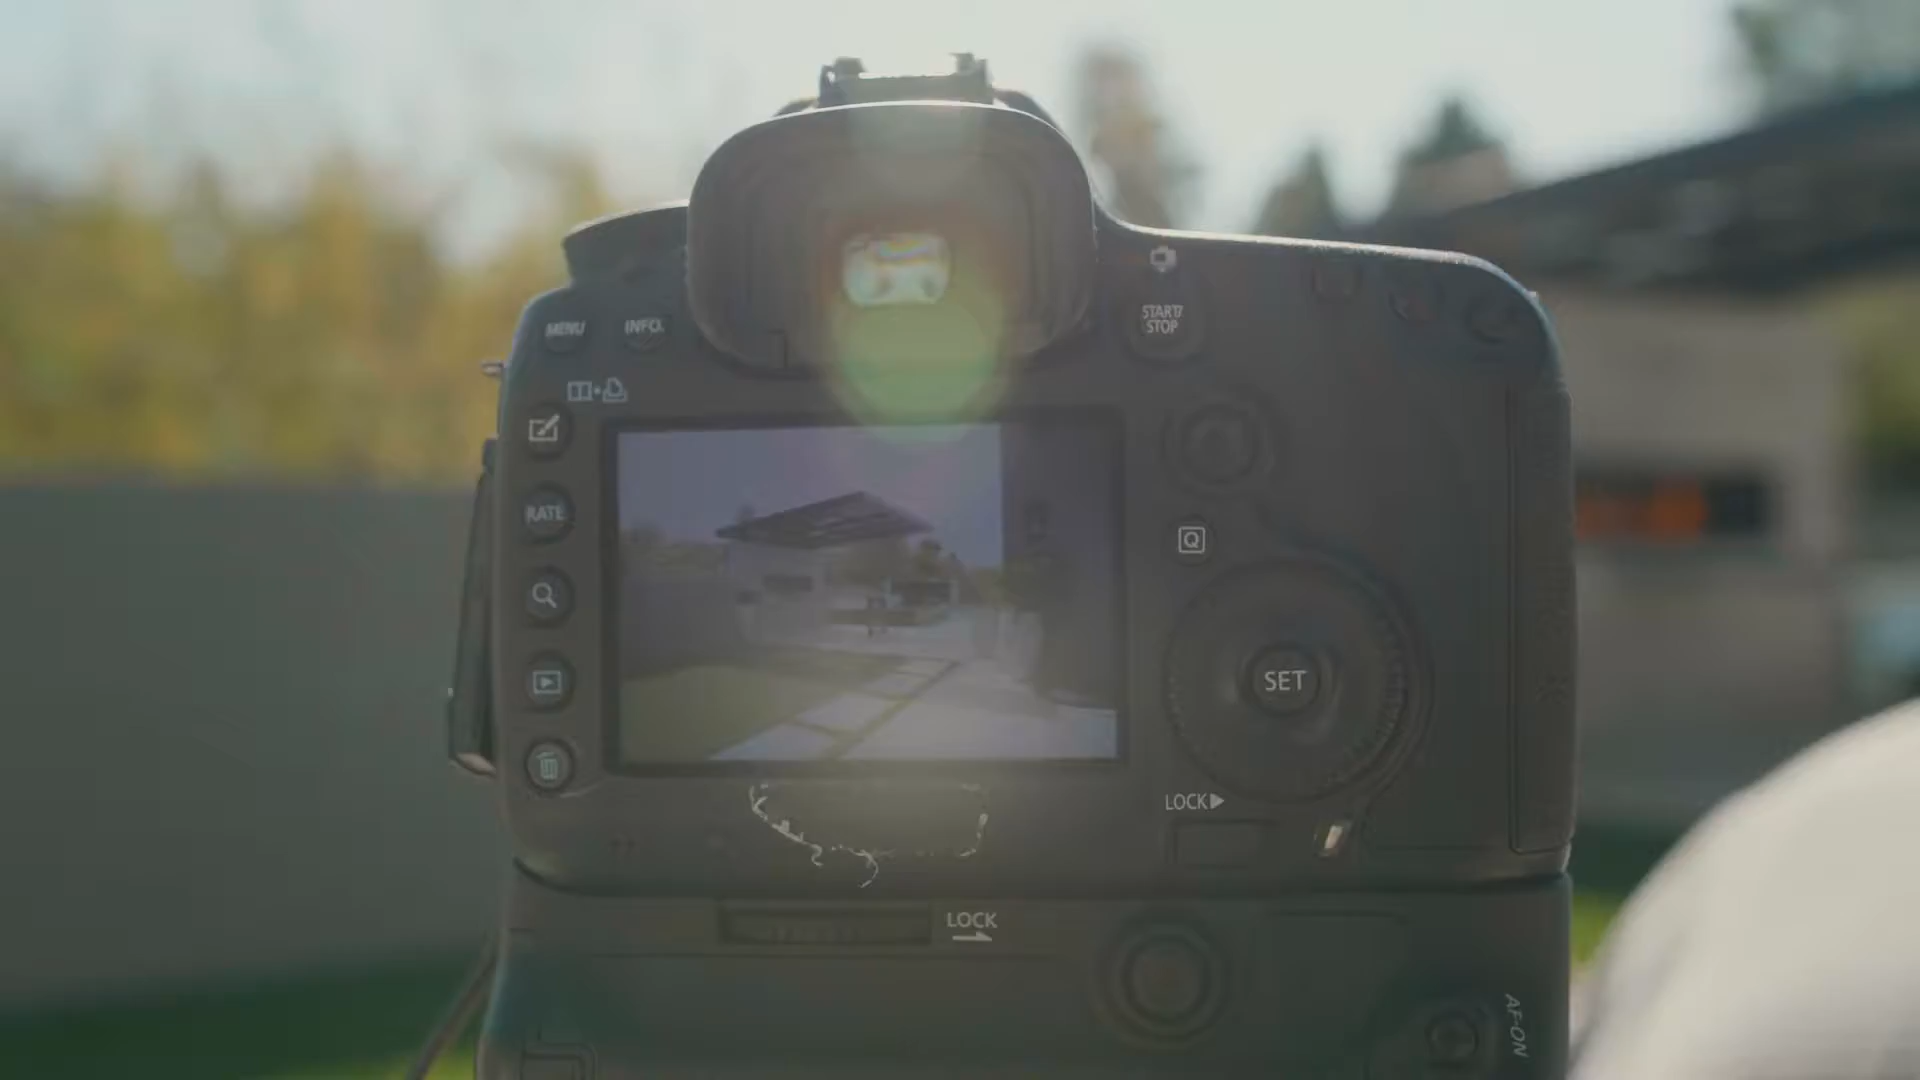 MENU
INFO.
START/
STOP
RATE
Q
SET
LOCK
LOCK
AF-ON